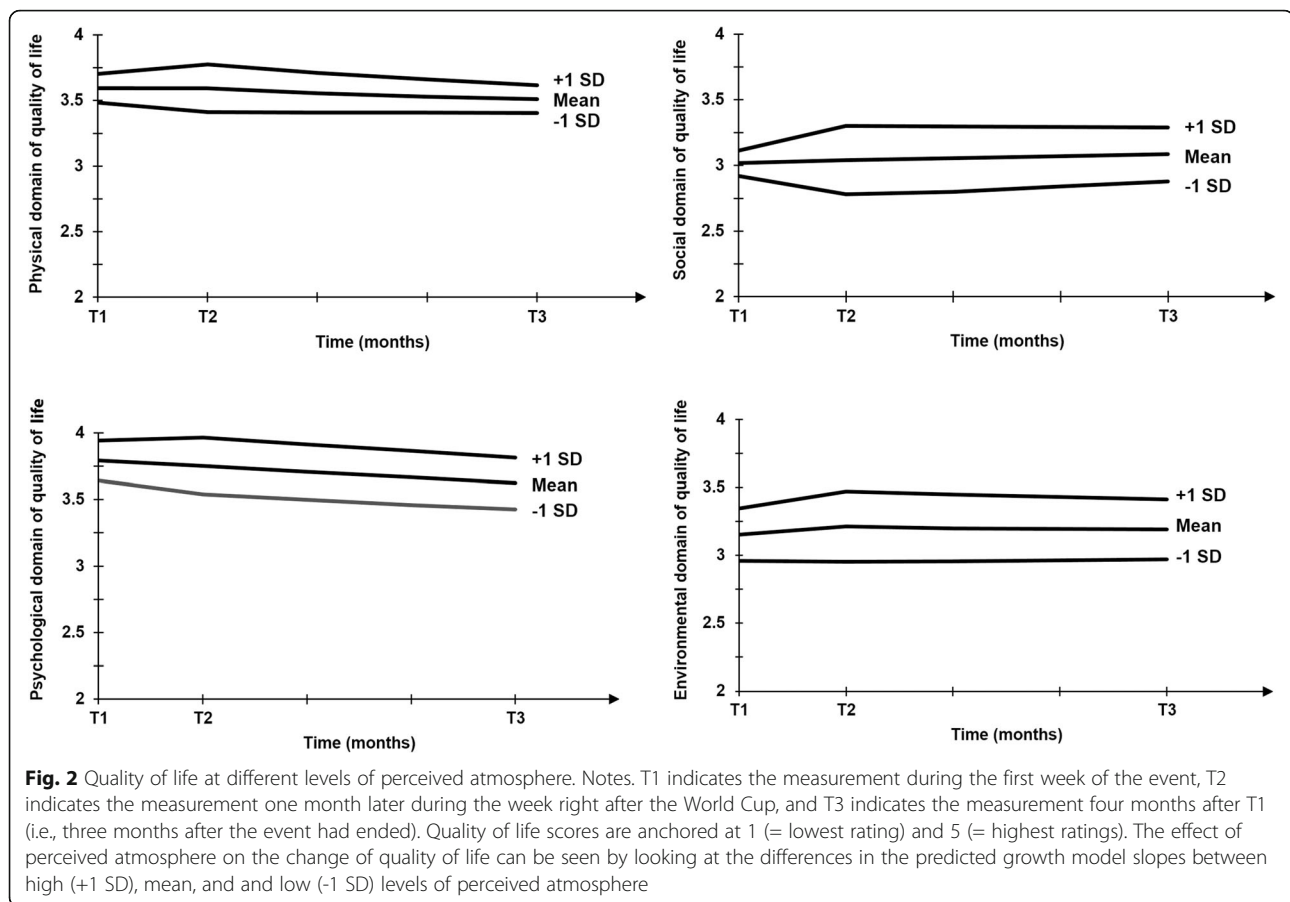 Physical domain of quality of life
4
3.5
3
2.5
2
+1 SD
Mean
-1 SD
T1 T2 T3
Time (months)
Social domain of quality of life
4
3.5
3
2.5
2
+1 SD
Mean
-1 SD
T1 T2 T3
Time (months)
Psychological domain of quality of life
4
3.5
3
2.5
2
+1 SD
Mean
-1 SD
T1 T2 T3
Time (months)
Environmental domain of quality of life
4
3.5
3
2.5
2
+1 SD
Mean
-1 SD
T1 T2 T3
Time (months)
Fig. 2 Quality of life at different levels of perceived atmosphere. Notes. T1 indicates the measurement during the first week of the event, T2
indicates the measurement one month later during the week right after the World Cup, and T3 indicates the measurement four months after T1
(i.e., three months after the event had ended). Quality of life scores are anchored at 1 (= lowest rating) and 5 (= highest ratings). The effect of
perceived atmosphere on the change of quality of life can be seen by looking at the differences in the predicted growth model slopes between
high (+1 SD), mean, and and low (-1 SD) levels of perceived atmosphere